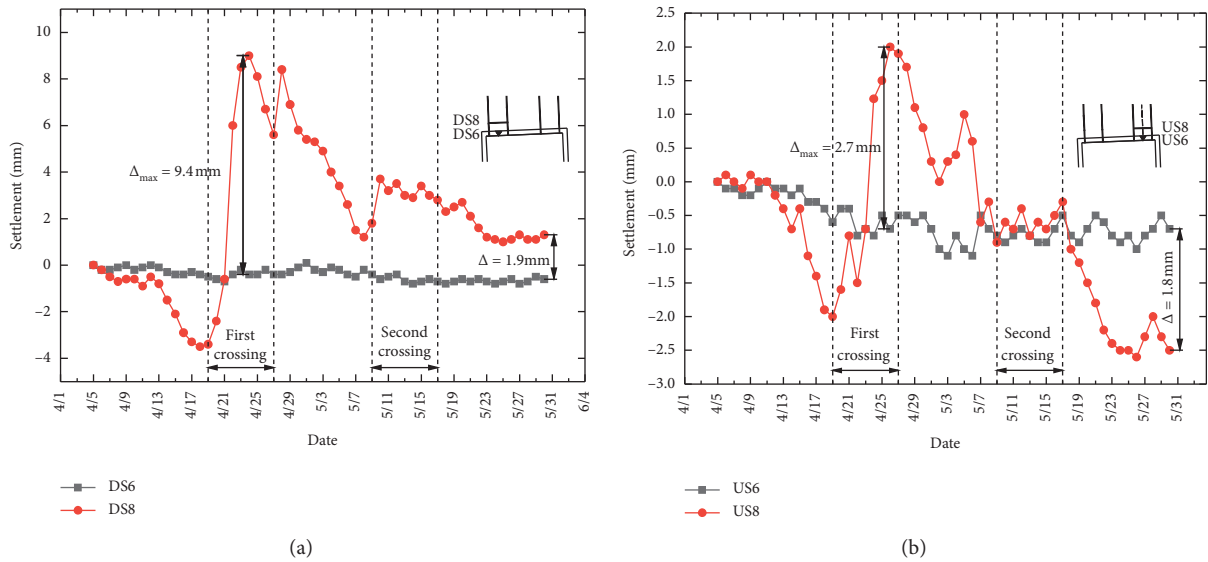 10
8
6
4
2
0
−2
−4
Settlement (mm)
Δmax = 9.4 mm
DS8
DS6
Δ = 1.9mm
First
crossing
Second
crossing
4/1
4/5
4/9
4/13
4/17
4/21
4/25
4/29
5/3
5/7
5/11
5/15
5/19
5/23
5/27
5/31
6/4
Date
DS6
DS8
(a)
2.5
2.0
1.5
1.0
0.5
0.0
−0.5
−1.0
−1.5
−2.0
−2.5
−3.0
Settlement (mm)
Δmax = 2.7 mm
US8
US6
Δ = 1.8mm
First
crossing
Second
crossing
4/1
4/5
4/9
4/13
4/17
4/21
4/25
4/29
5/3
5/7
5/11
5/15
5/19
5/23
5/27
5/31
Date
US6
US8
(b)